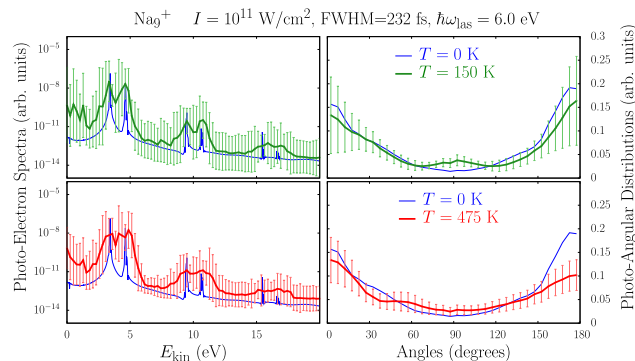 Na₉⁺ I = 10¹¹ W/cm², FWHM=232 fs, ħω_las = 6.0 eV
Photo-Electron Spectra (arb. units)
10⁻⁵
10⁻⁸
10⁻¹¹
10⁻¹⁴
T = 0 K
T = 150 K
0.3
0.25
0.2
0.15
0.1
0.05
0
Photo-Angular Distributions (arb. units)
10⁻⁵
10⁻⁸
10⁻¹¹
10⁻¹⁴
T = 0 K
T = 475 K
0.25
0.2
0.15
0.1
0.05
0
0 5 10 15
0 30 60 90 120 150 180
E_kin (eV)
Angles (degrees)